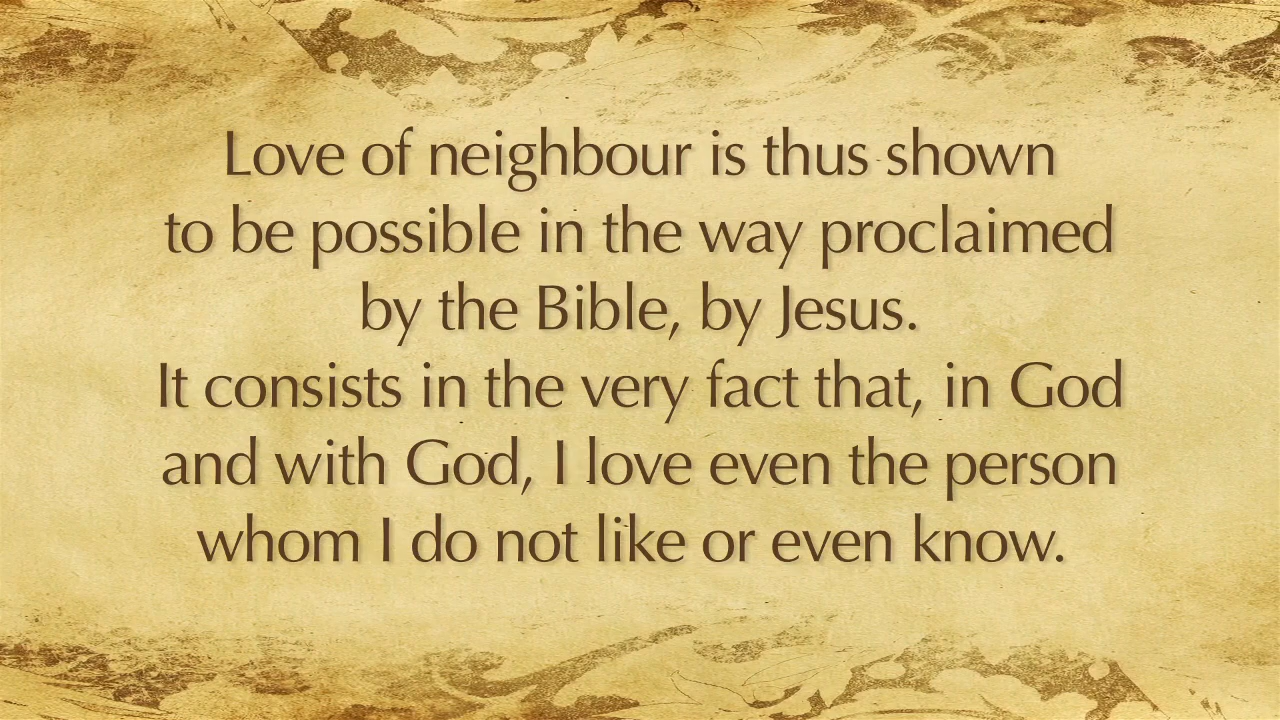 Love of neighbour is thus shown
to be possible in the way proclaimed
by the Bible, by Jesus.
It consists in the very fact that, in God
and with God, I love even the person
whom I do not like or even know.